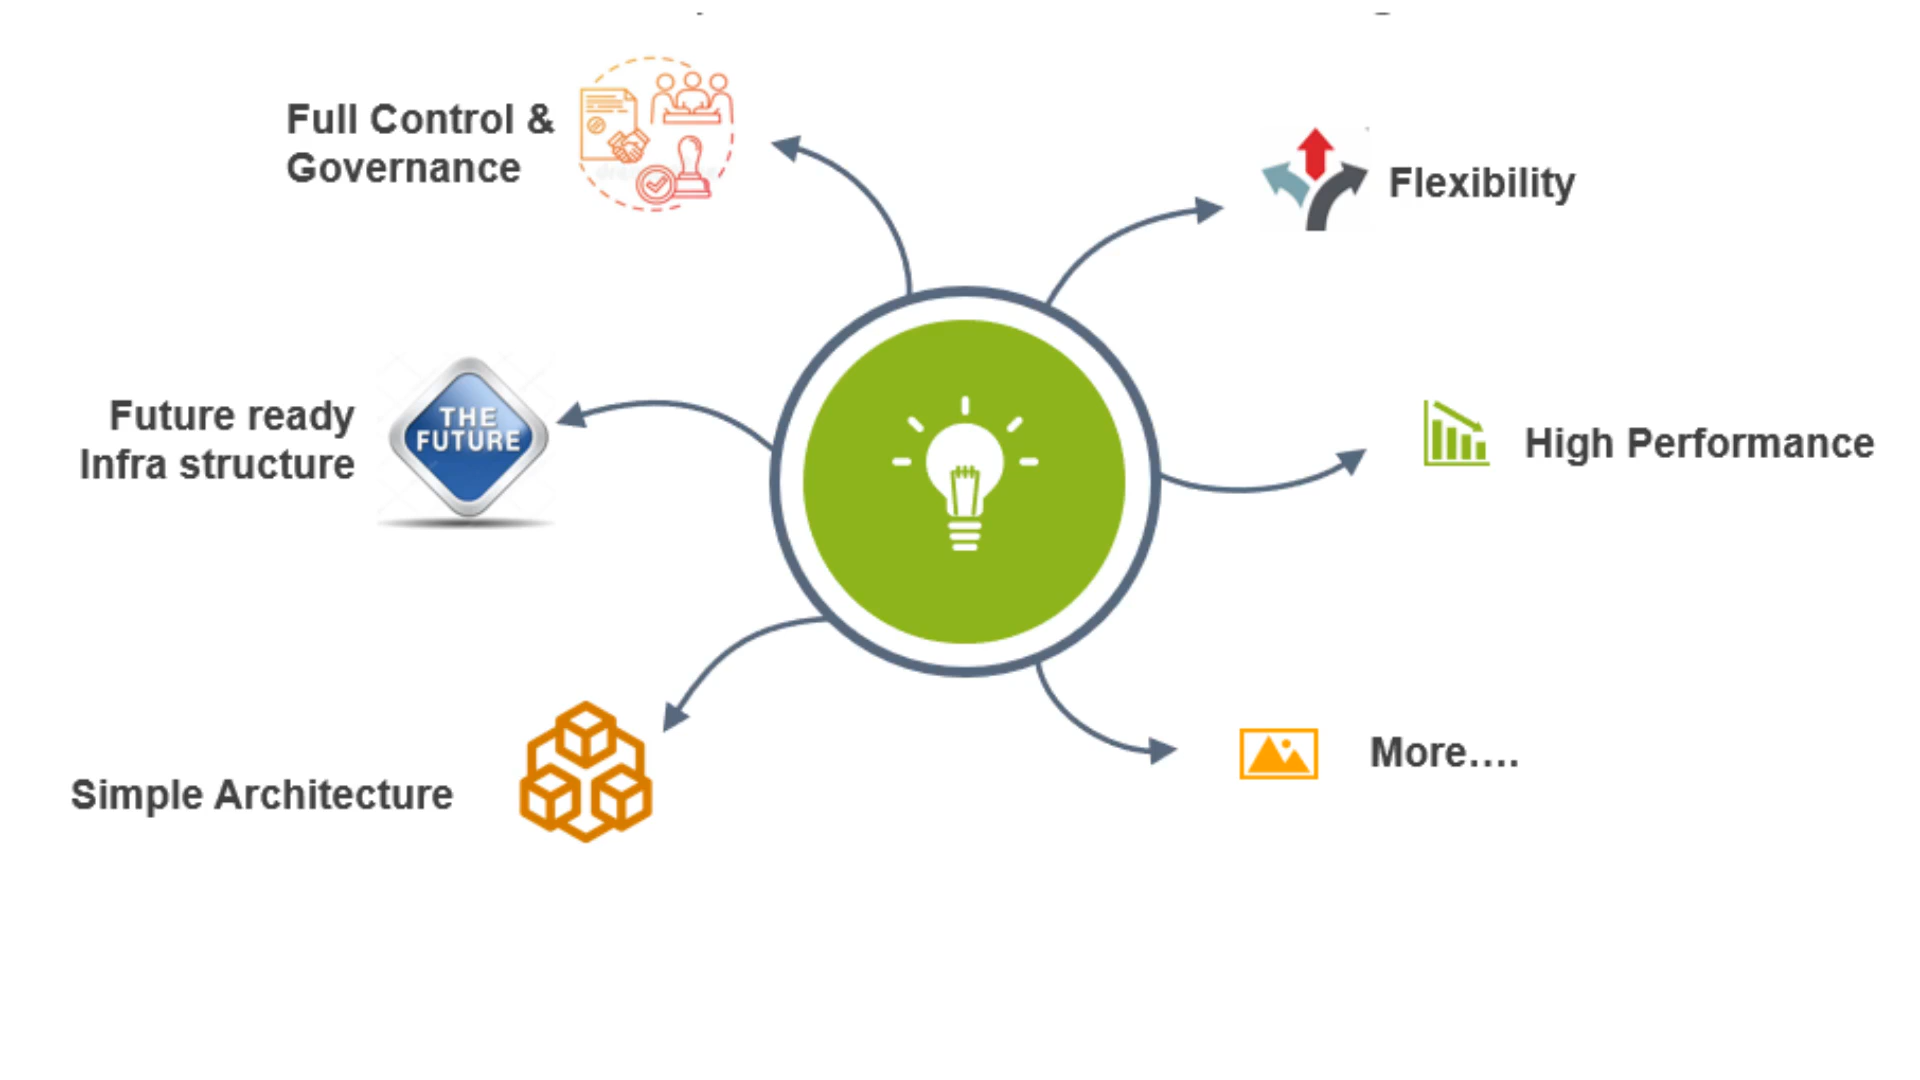 Full Control &
Governance
Flexibility
Future ready
Infra structure
THE
FUTURE
High Performance
Simple Architecture
More....